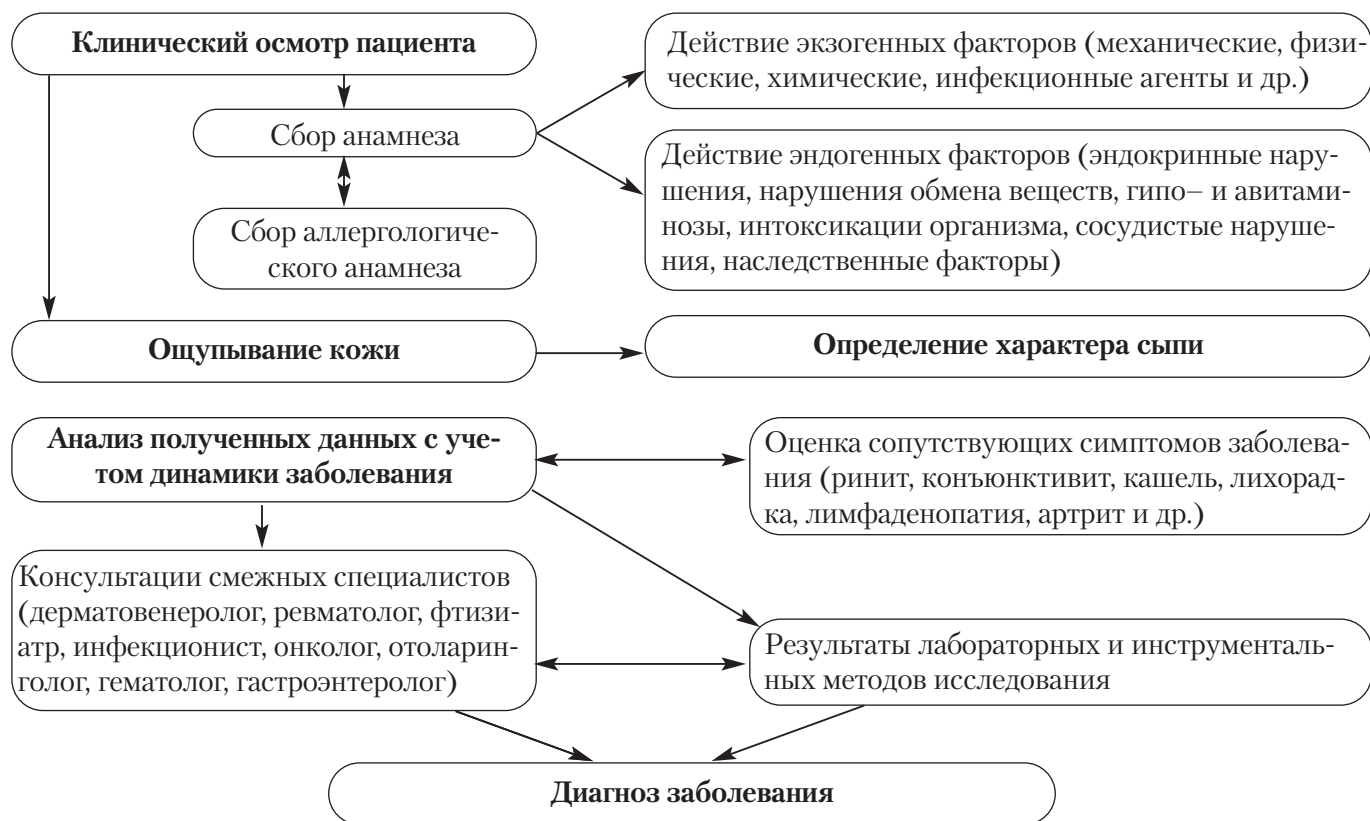 Клинический осмотр пациента
Действие экзогенных факторов (механические, физи-
ческие, химические, инфекционные агенты и др.)
Сбор анамнеза
Действие эндогенных факторов (эндокринные нару-
шения, нарушения обмена веществ, гипо– и авитами-
нозы, интоксикации организма, сосудистые наруше-
ния, наследственные факторы)
Сбор аллергологиче-
ского анамнеза
Ощупывание кожи
Определение характера сыпи
Анализ полученных данных с уче-
том динамики заболевания
Оценка сопутствующих симптомов заболева-
ния (ринит, конъюнктивит, кашель, лихорад-
ка, лимфаденопатия, артрит и др.)
Консультации смежных специалистов
(дерматовенеролог, ревматолог, фтизи-
атр, инфекционист, онколог, отоларин-
голог, гематолог, гастроэнтеролог)
Результаты лабораторных и инструменталь-
ных методов исследования
Диагноз заболевания